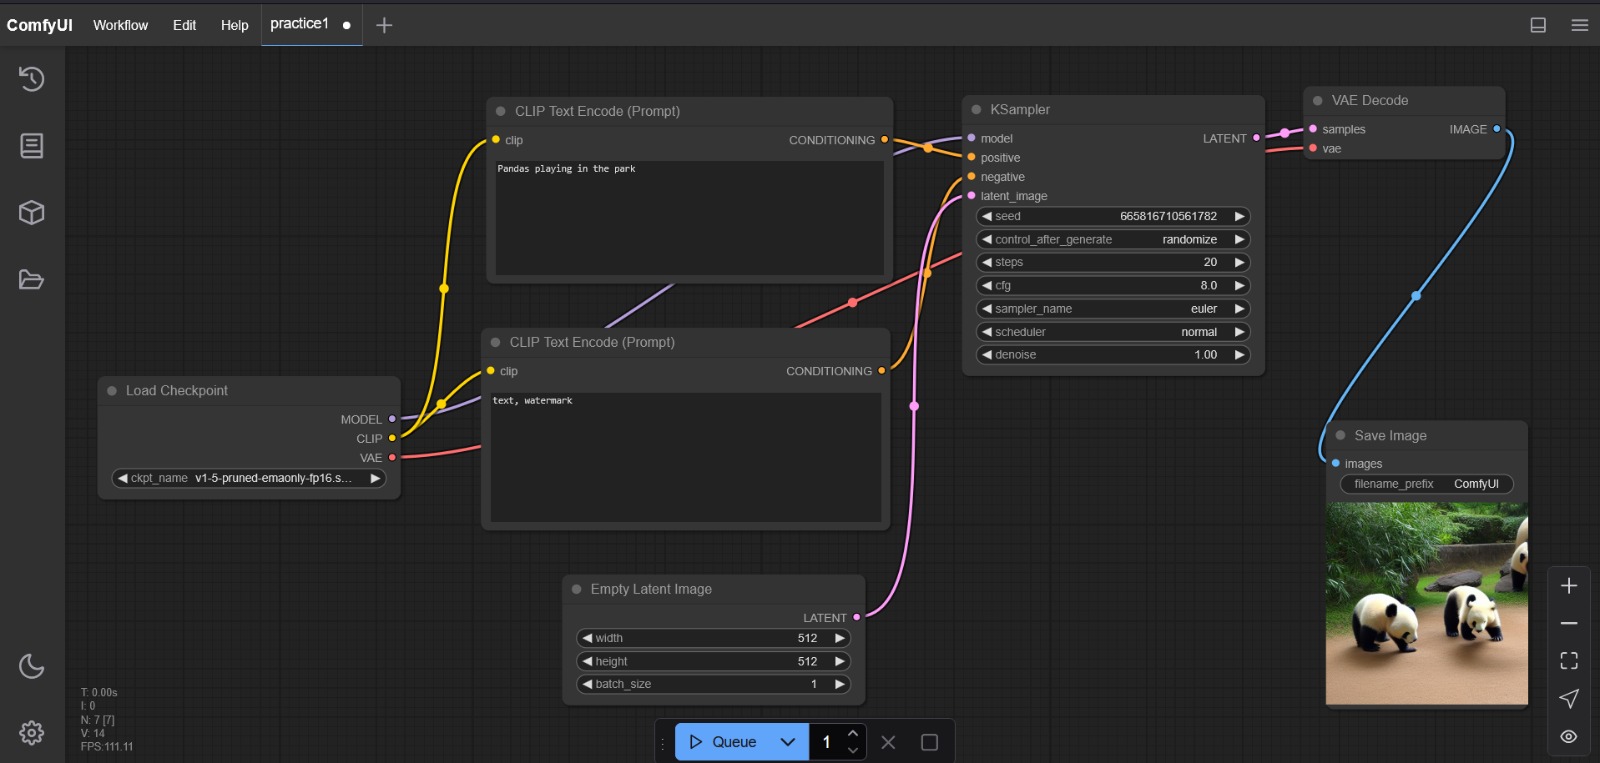 ComfyUI Workflow Edit Help practice1
CLIP Text Encode (Prompt)
clip CONDITIONING
Pandas playing in the park
KSampler
model LATENT
positive
negative
latent_image
seed 665816710561782
control_after_generate randomize
steps 20
cfg 8.0
sampler_name euler
scheduler normal
denoise 1.00
VAE Decode
samples IMAGE
vae
CLIP Text Encode (Prompt)
clip CONDITIONING
text, watermark
Load Checkpoint
MODEL
CLIP
VAE
ckpt_name v1-5-pruned-emaonly-fp16.s...
Save Image
images
filename_prefix ComfyUI
Empty Latent Image
LATENT
width 512
height 512
batch_size 1
T: 0.00s
I: 0
N: 7 [7]
V: 14
FPS:111.11
Queue 1